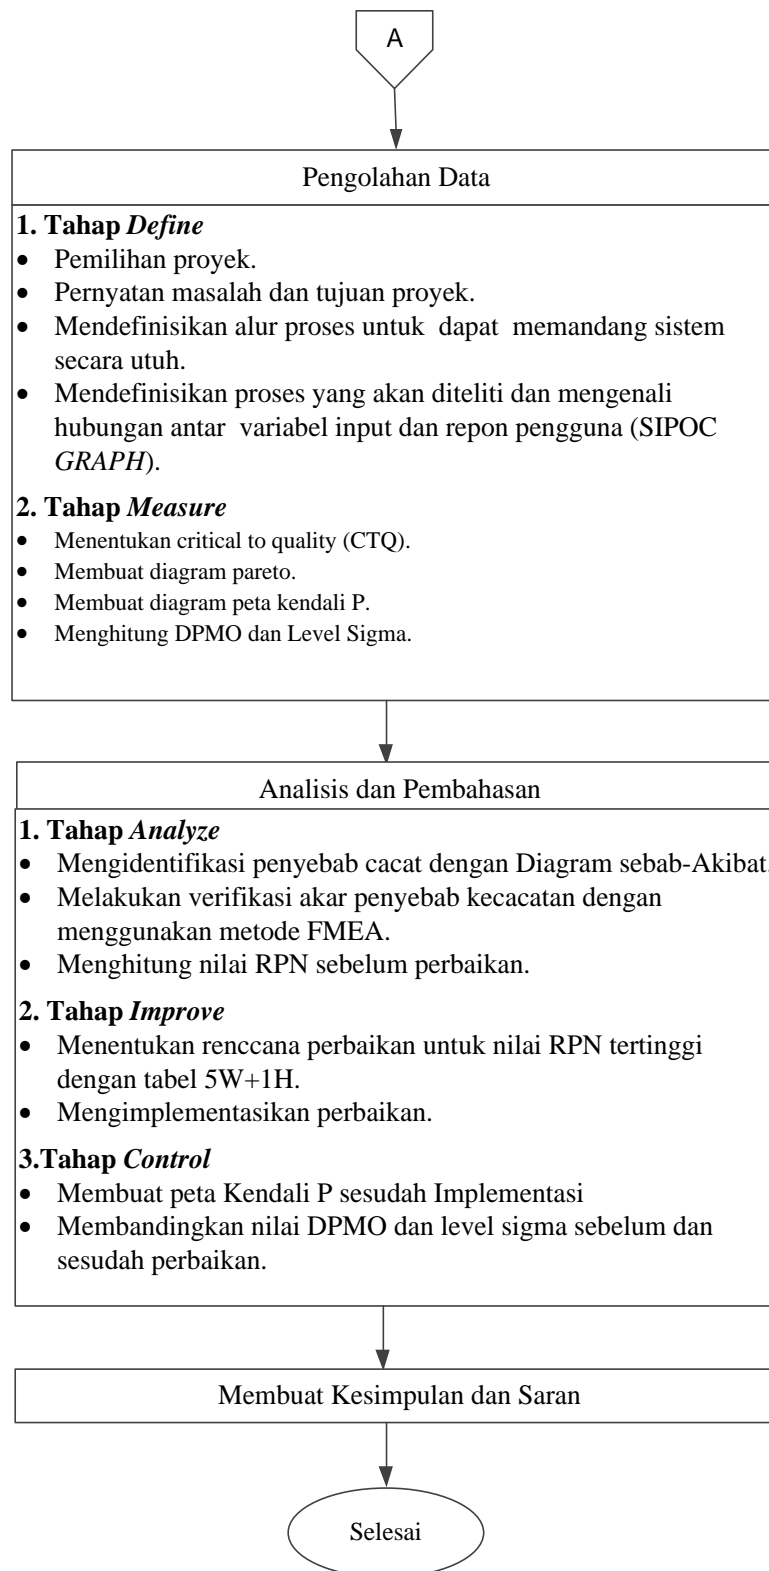 A
Pengolahan Data
1. Tahap Define
• Pemilihan proyek.
• Pernyatan masalah dan tujuan proyek.
• Mendefinisikan alur proses untuk dapat memandang sistem
secara utuh.
• Mendefinisikan proses yang akan diteliti dan mengenali
hubungan antar variabel input dan repon pengguna (SIPOC
GRAPH).
2. Tahap Measure
• Menentukan critical to quality (CTQ).
• Membuat diagram pareto.
• Membuat diagram peta kendali P.
• Menghitung DPMO dan Level Sigma.
Analisis dan Pembahasan
1. Tahap Analyze
• Mengidentifikasi penyebab cacat dengan Diagram sebab-Akibat.
• Melakukan verifikasi akar penyebab kecacatan dengan
menggunakan metode FMEA.
• Menghitung nilai RPN sebelum perbaikan.
2. Tahap Improve
• Menentukan renccana perbaikan untuk nilai RPN tertinggi
dengan tabel 5W+1H.
• Mengimplementasikan perbaikan.
3.Tahap Control
• Membuat peta Kendali P sesudah Implementasi
• Membandingkan nilai DPMO dan level sigma sebelum dan
sesudah perbaikan.
Membuat Kesimpulan dan Saran
Selesai